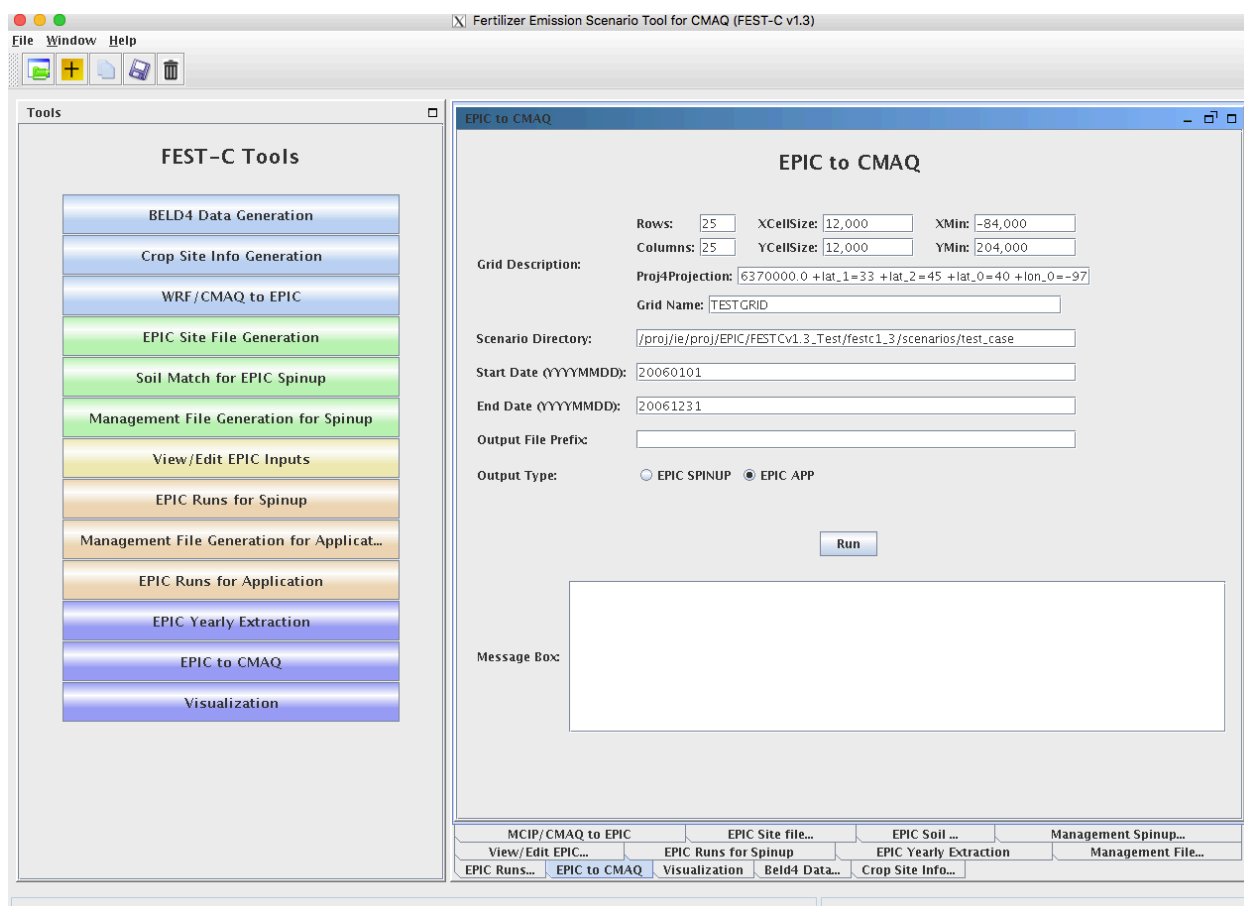 Fertilizer Emission Scenario Tool for CMAQ (FEST-C v1.3)
File Window Help
Tools
FEST-C Tools
BELD4 Data Generation
Crop Site Info Generation
WRF/CMAQ to EPIC
EPIC Site File Generation
Soil Match for EPIC Spinup
Management File Generation for Spinup
View/Edit EPIC Inputs
EPIC Runs for Spinup
Management File Generation for Applicat...
EPIC Runs for Application
EPIC Yearly Extraction
EPIC to CMAQ
Visualization
EPIC to CMAQ
EPIC to CMAQ
Grid Description:
Rows: 25 XCellSize: 12,000 XMin: -84,000
Columns: 25 YCellSize: 12,000 YMin: 204,000
Proj4Projection: 6370000.0 +lat_1=33 +lat_2=45 +lat_0=40 +lon_0=-97
Grid Name: TESTGRID
Scenario Directory: /proj/ie/proj/EPIC/FESTCv1.3_Test/festc1_3/scenarios/test_case
Start Date (YYYYMMDD): 20060101
End Date (YYYYMMDD): 20061231
Output File Prefix:
Output Type: EPIC SPINUP EPIC APP
Run
Message Box:
MCIP/CMAQ to EPIC EPIC Site file... EPIC Soil ... Management Spinup...
View/Edit EPIC... EPIC Runs for Spinup EPIC Yearly Extraction Management File...
EPIC Runs... EPIC to CMAQ Visualization Beld4 Data... Crop Site Info...